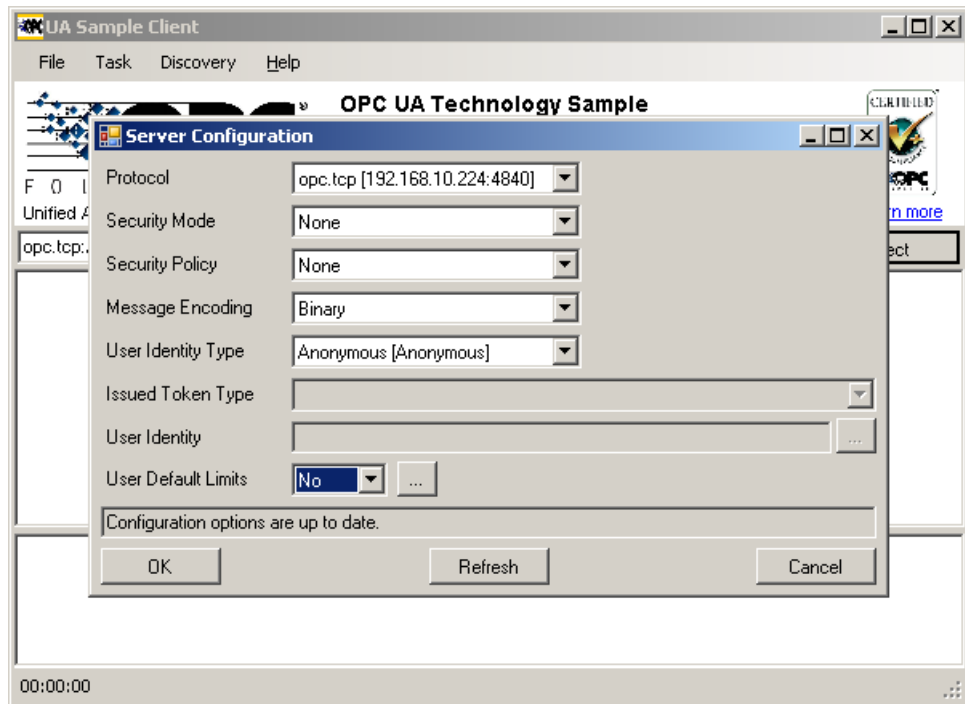 UA Sample Client
File Task Discovery Help
OPC UA Technology Sample
CERTIFIED
OPC
Server Configuration
Protocol opc.tcp [192.168.10.224:4840]
Security Mode None
Security Policy None
Message Encoding Binary
User Identity Type Anonymous [Anonymous]
Issued Token Type
User Identity ...
User Default Limits No ...
Configuration options are up to date.
OK Refresh Cancel
F O
Unified
more
opc.tcp:
00:00:00